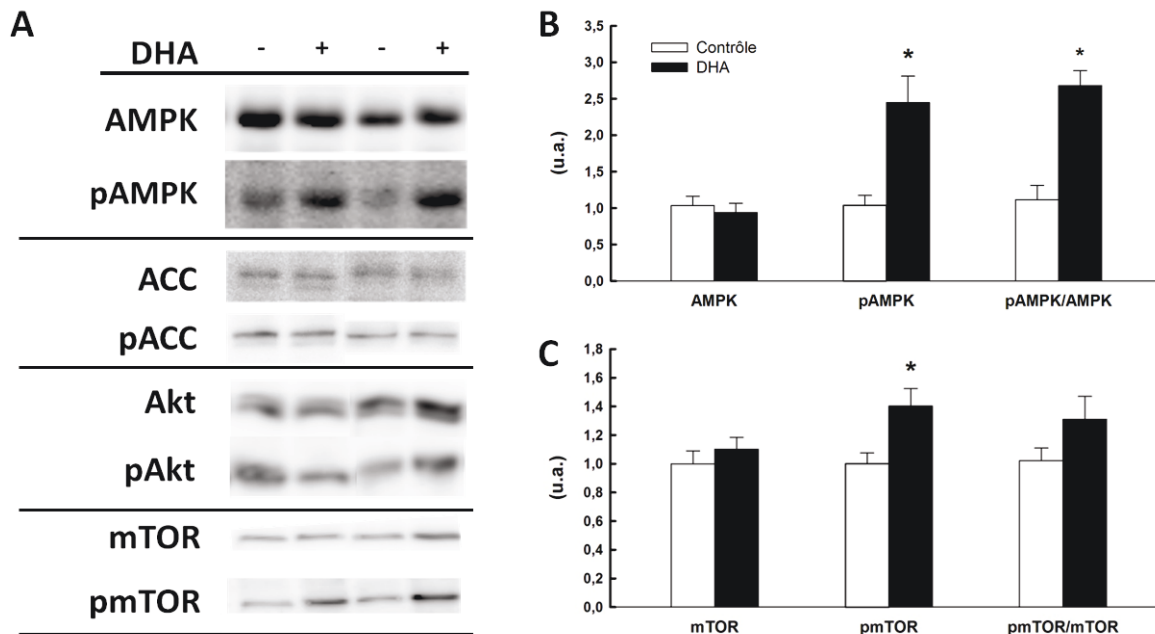 A
DHA - + - +
AMPK
pAMPK
ACC
pACC
Akt
pAkt
mTOR
pmTOR
B
Contrôle
DHA
(u.a.)
3,5
3,0
2,5
2,0
1,5
1,0
0,5
0,0
* *
AMPK pAMPK pAMPK/AMPK
C
(u.a.)
1,8
1,6
1,4
1,2
1,0
0,8
0,6
0,4
0,2
0,0
*
mTOR pmTOR pmTOR/mTOR